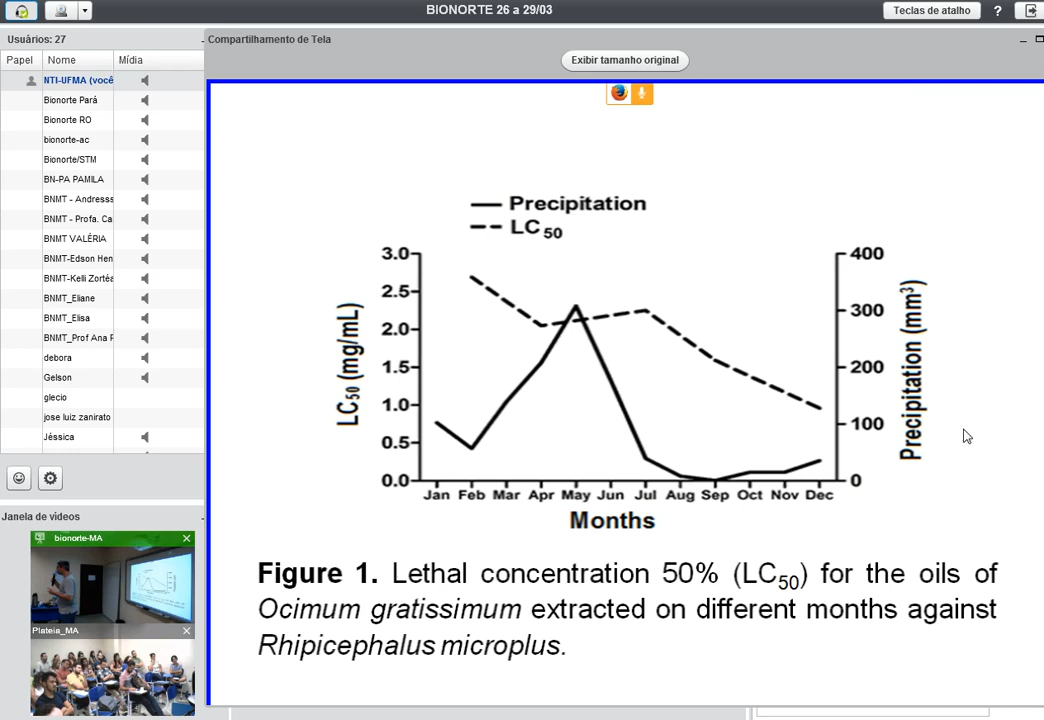 BIONORTE 26 a 29/03
Teclas de atalho
?
Usuários: 27
Papel Nome Mídia
NTI-UFMA (você
Bionorte Pará
Bionorte RO
bionorte-ac
Bionorte/STM
BN-PA PAMILA
BNMT - Andresss
BNMT - Profa. Ca
BNMT VALÉRIA
BNMT-Edson Hen
BNMT-Kelli Zortéa
BNMT_Eliane
BNMT_Elisa
BNMT_Prof Ana P
debora
Gelson
glecio
jose luiz zanirato
Jéssica
Janela de videos
bionorte-MA
Plateia_MA
Compartilhamento de Tela
Exibir tamanho original
Precipitation
LC50
3.0
2.5
2.0
1.5
1.0
0.5
0.0
LC50 (mg/mL)
400
300
200
100
0
Precipitation (mm³)
Jan Feb Mar Apr May Jun Jul Aug Sep Oct Nov Dec
Months
Figure 1. Lethal concentration 50% (LC50) for the oils of
Ocimum gratissimum extracted on different months against
Rhipicephalus microplus.